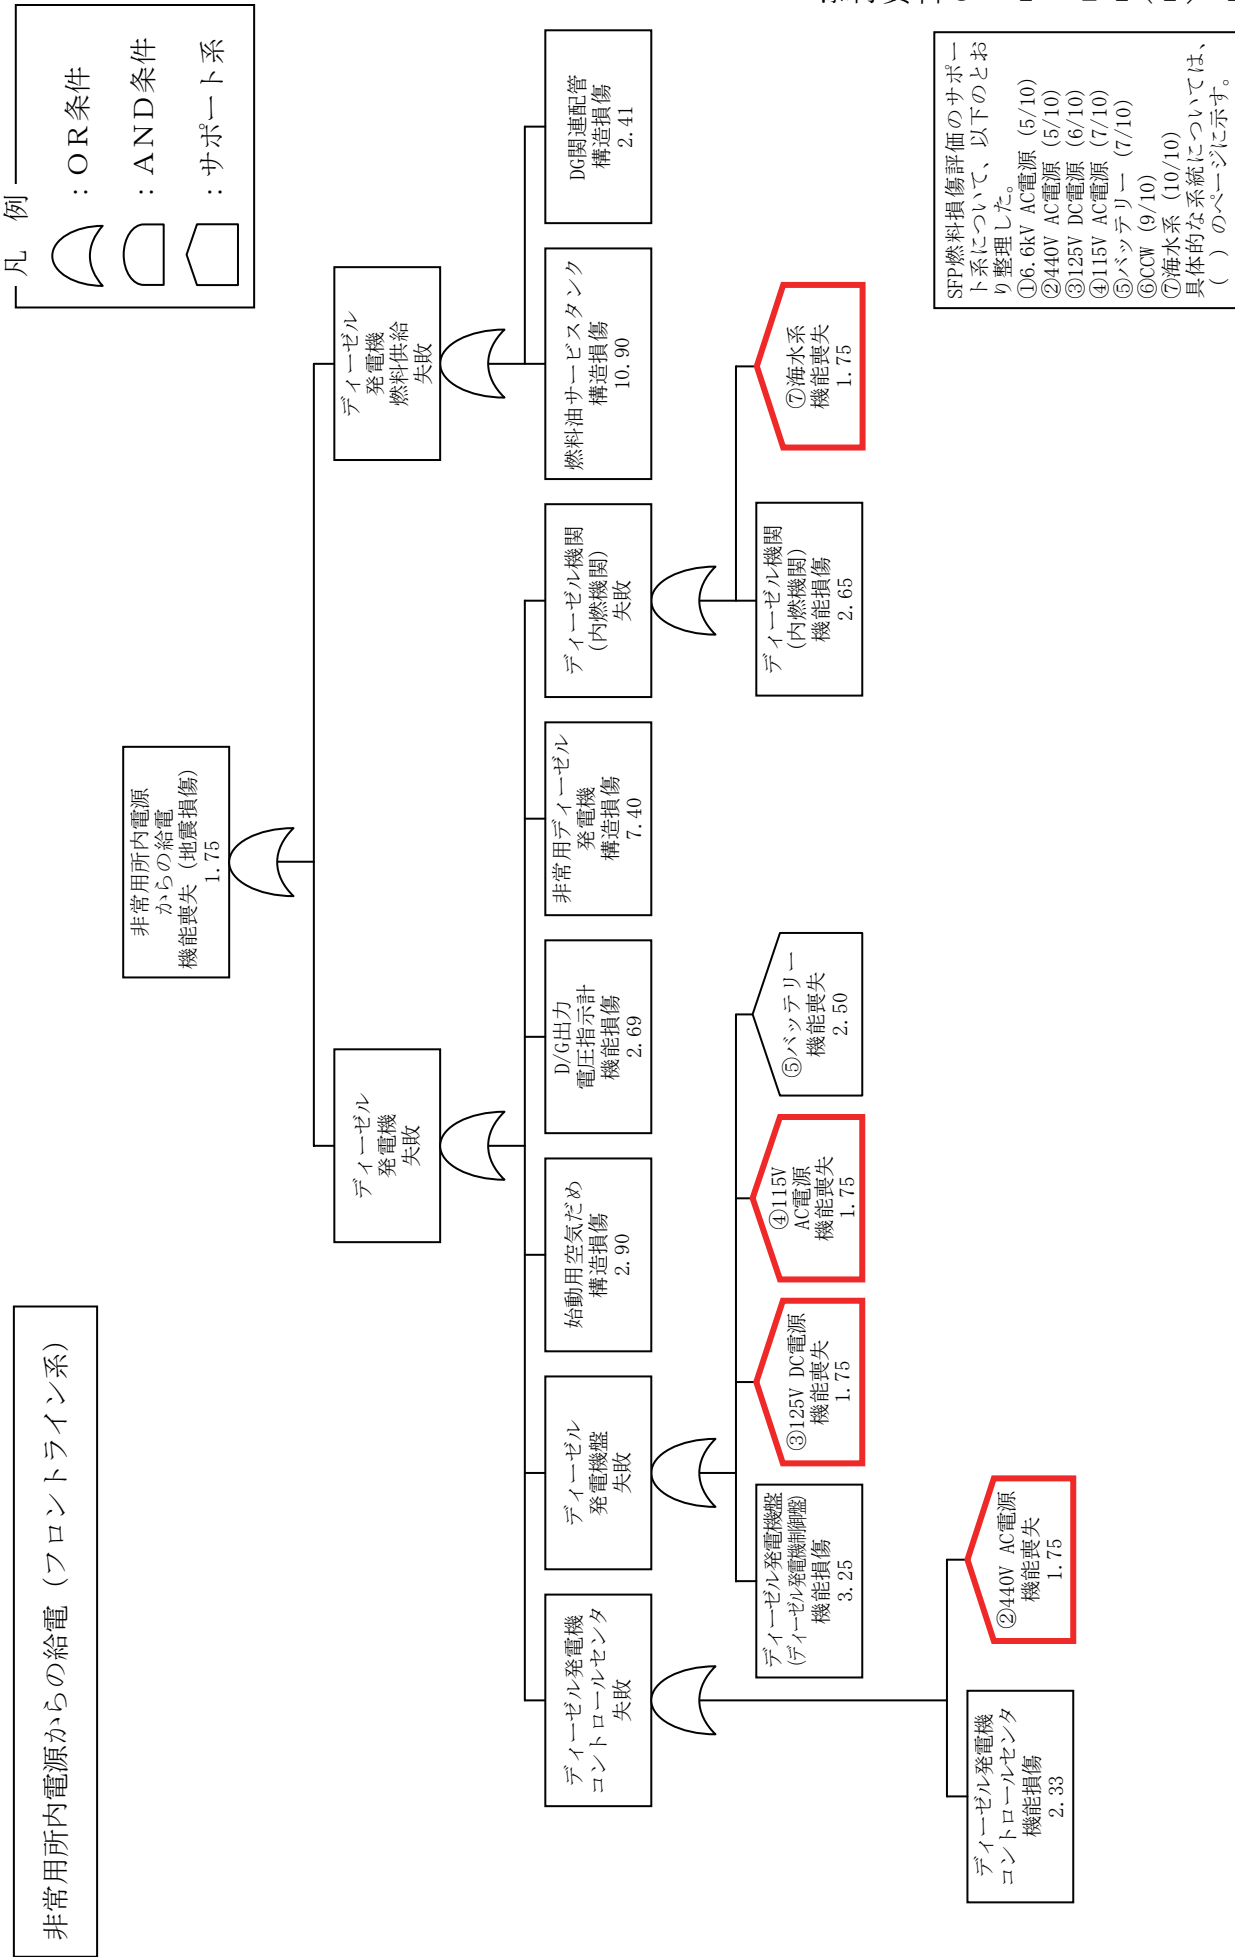 非常用所内電源からの給電（フロントライン系）
凡 例
：OR条件
：AND条件
：サポート系
非常用所内電源
からの給電
機能喪失（地震損傷）
1.75
ディーゼル
発電機
失敗
ディーゼル
発電機
燃料供給
失敗
ディーゼル発電機
コントロールセンタ
失敗
ディーゼル
発電機盤
失敗
始動用空気だめ
構造損傷
2.90
D/G出力
電圧指示計
機能損傷
2.69
非常用ディーゼル
発電機
構造損傷
7.40
ディーゼル機関
(内燃機関)
失敗
燃料油サービスタンク
構造損傷
10.90
DG関連配管
構造損傷
2.41
ディーゼル発電機盤
(ディーゼル発電機制御盤)
機能損傷
3.25
③125V DC電源
機能喪失
1.75
④115V
AC電源
機能喪失
1.75
⑤バッテリー
機能喪失
2.50
ディーゼル機関
(内燃機関)
機能損傷
2.65
⑦海水系
機能喪失
1.75
ディーゼル発電機
コントロールセンタ
機能損傷
2.33
②440V AC電源
機能喪失
1.75
SFP燃料損傷評価のサポー
ト系について、以下のとお
り整理した。
①6.6kV AC電源 (5/10)
②440V AC電源 (5/10)
③125V DC電源 (6/10)
④115V AC電源 (7/10)
⑤バッテリー (7/10)
⑥CCW (9/10)
⑦海水系 (10/10)
具体的な系統については、
( ) のページに示す。